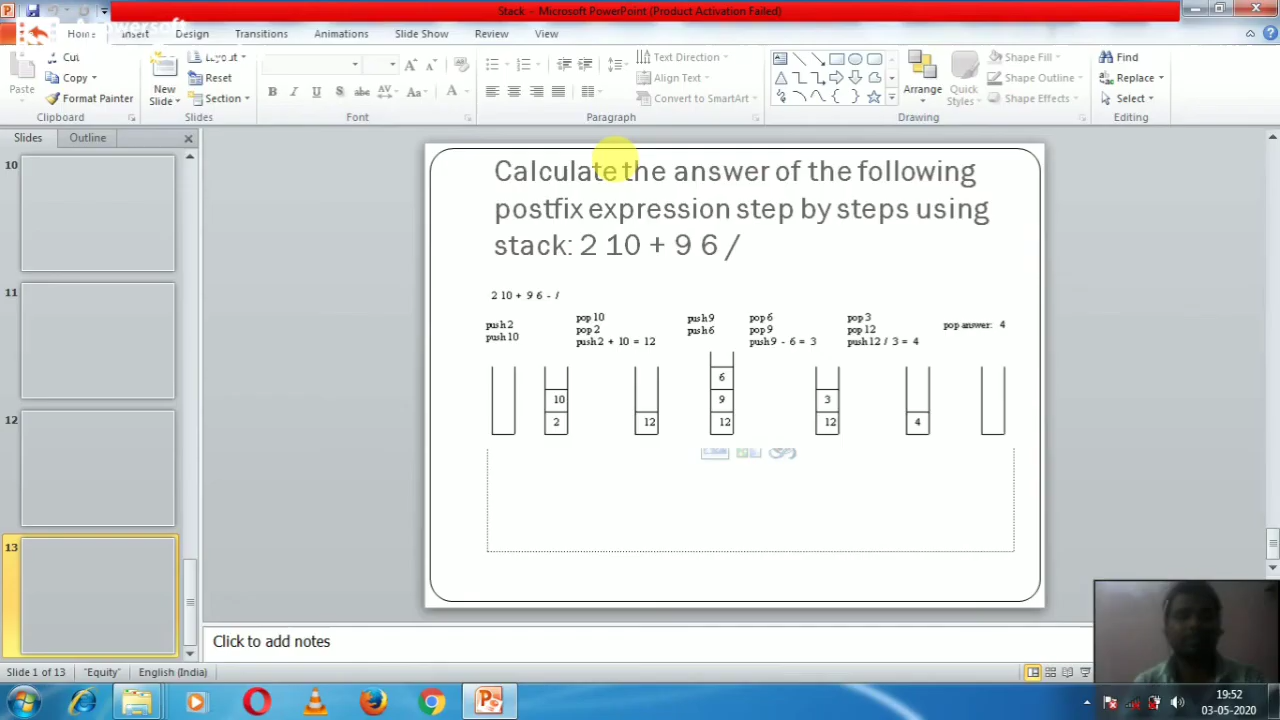 Stack - Microsoft PowerPoint (Product Activation Failed)
Home Insert Design Transitions Animations Slide Show Review View
Cut
Copy
Format Painter
Paste
Clipboard
New
Slide
Layout
Reset
Section
Slides
B I U S abc AV Aa A
Font
Text Direction
Align Text
Convert to SmartArt
Paragraph
Arrange
Quick
Styles
Shape Fill
Shape Outline
Shape Effects
Drawing
Find
Replace
Select
Editing
Slides Outline
10
11
12
13
Calculate the answer of the following
postfix expression step by steps using
stack: 2 10 + 9 6 /
2 10 + 9 6 - /
push 2
push 10
pop 10
pop 2
push 2 + 10 = 12
push 9
push 6
pop 6
pop 9
push 9 - 6 = 3
pop 3
pop 12
push 12 / 3 = 4
pop answer: 4
10
2
12
6
9
12
3
12
4
Click to add notes
Slide 1 of 13 "Equity" English (India)
19:52
03-05-2020